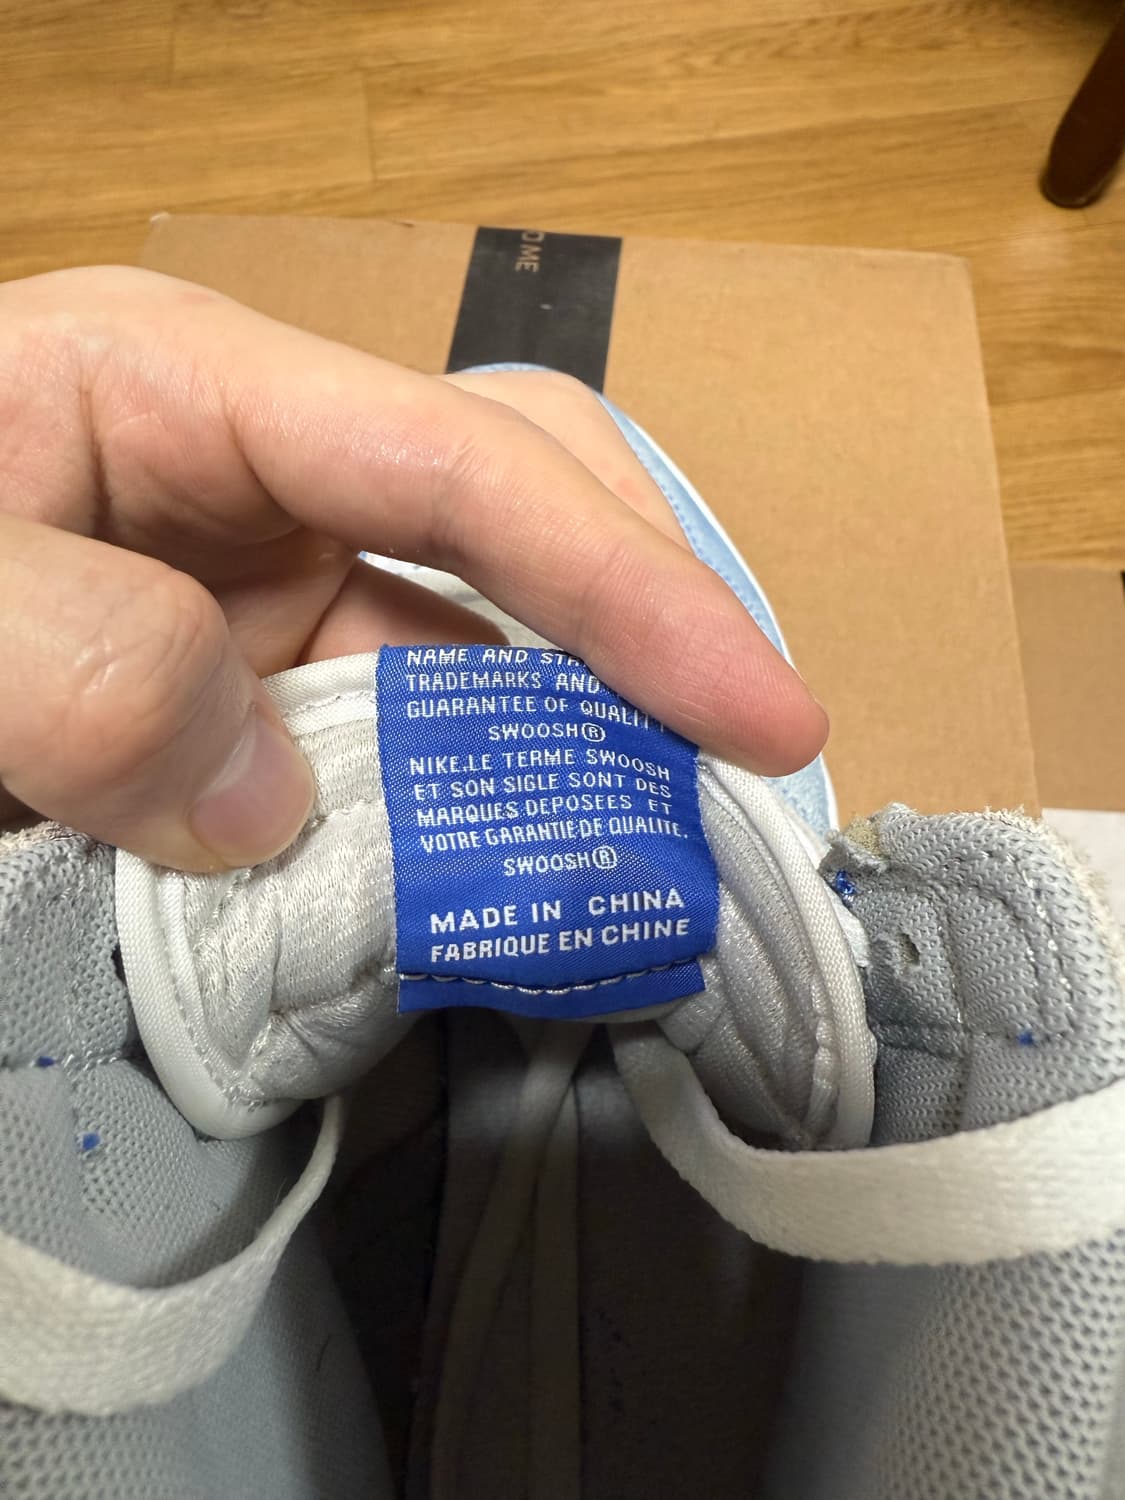 OME
NAME AND
TRADEMARKS AND
GUARANTEE OF QUALITY
SWOOSH®
NIKE.LE TERME SWOOSH
ET SON SIGLE SONT DES
MARQUES DEPOSEES ET
VOTRE GARANTIE DE QUALITE.
SWOOSH®
MADE IN CHINA
FABRIQUE EN CHINE